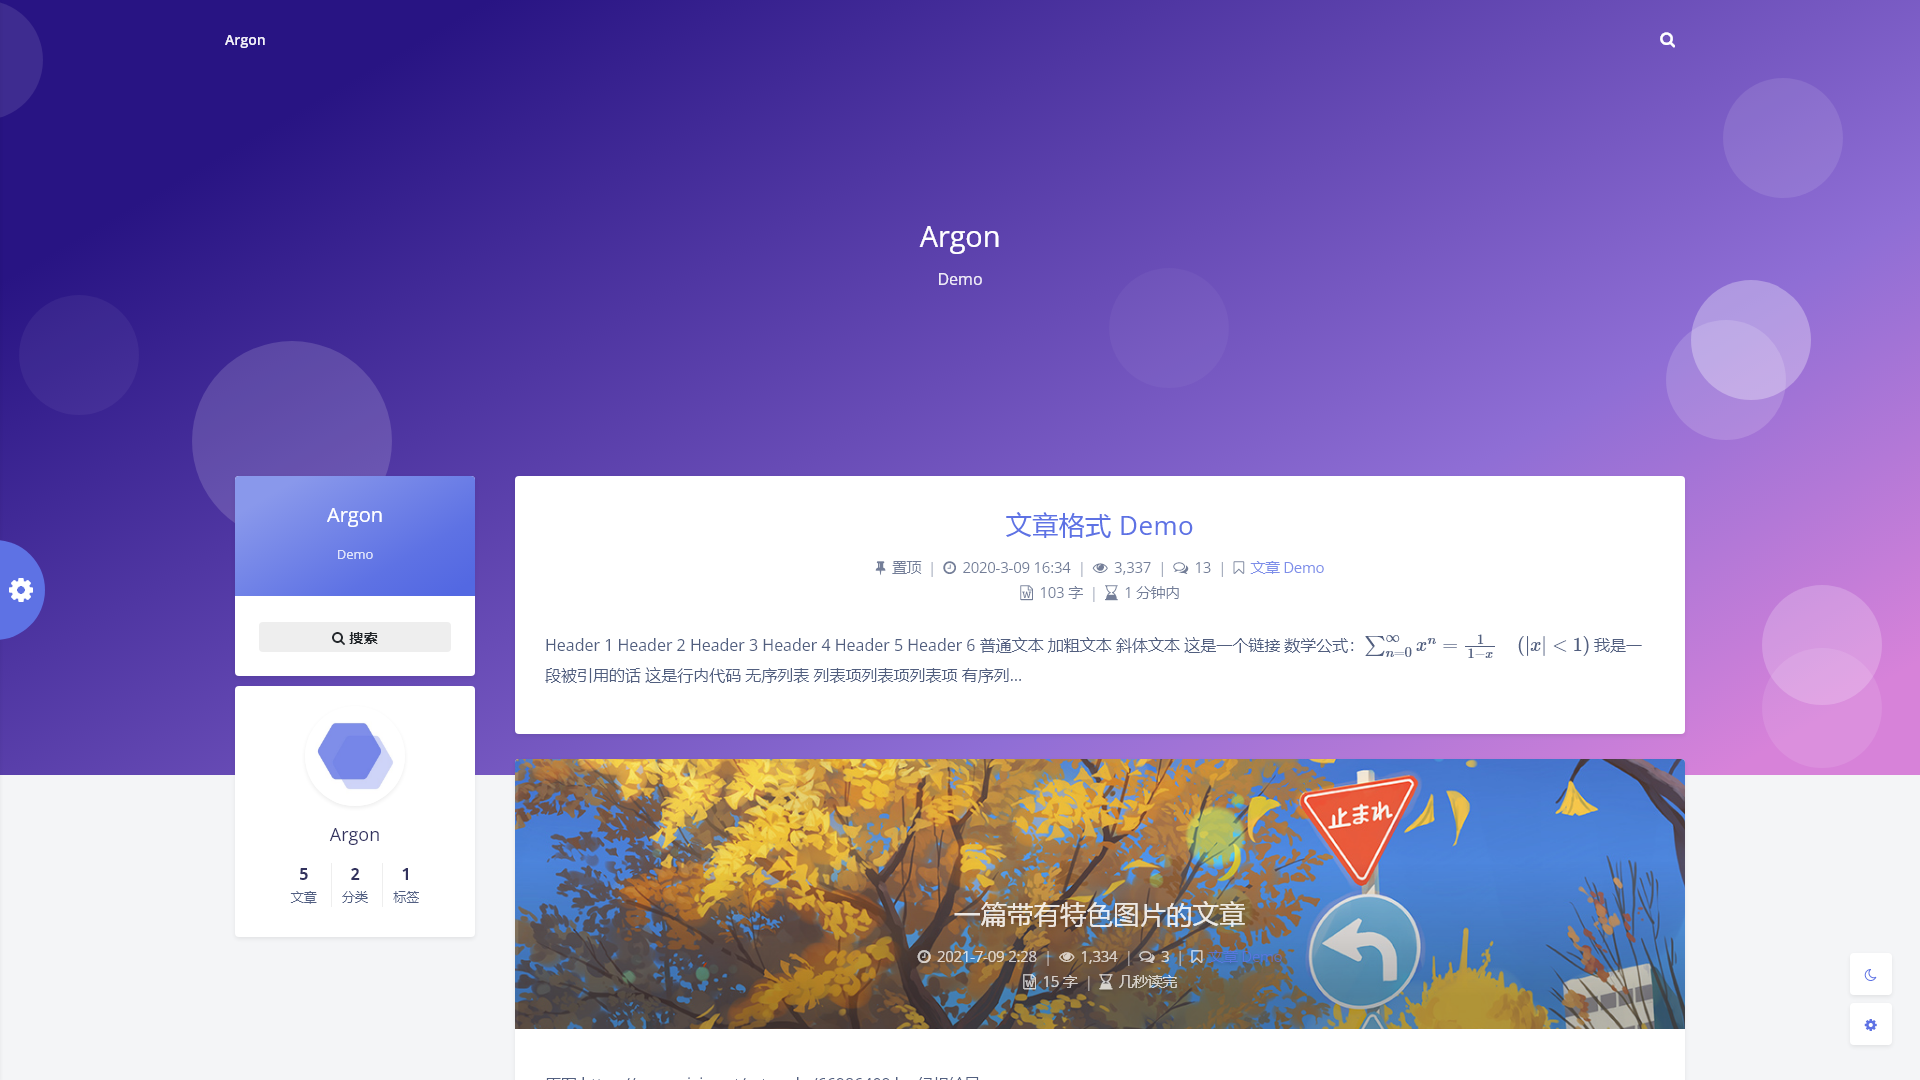 Argon
Argon
Demo
Argon
Demo
搜索
Argon
5 2 1
文章 分类 标签
文章格式 Demo
置顶 | 2020-3-09 16:34 | 3,337 | 13 | 文章 Demo
103 字 | 1 分钟内
Header 1 Header 2 Header 3 Header 4 Header 5 Header 6 普通文本 加粗文本 斜体文本 这是一个链接 数学公式： $\sum_{n=0}^{\infty} x^n = \frac{1}{1-x} \quad (|x| < 1)$ 我是一
段被引用的话 这是行内代码 无序列表 列表项列表项列表项 有序列...
止まれ
一篇带有特色图片的文章
2021-7-09 2:28 | 1,334 | 3 |
15 字 | 几秒读完